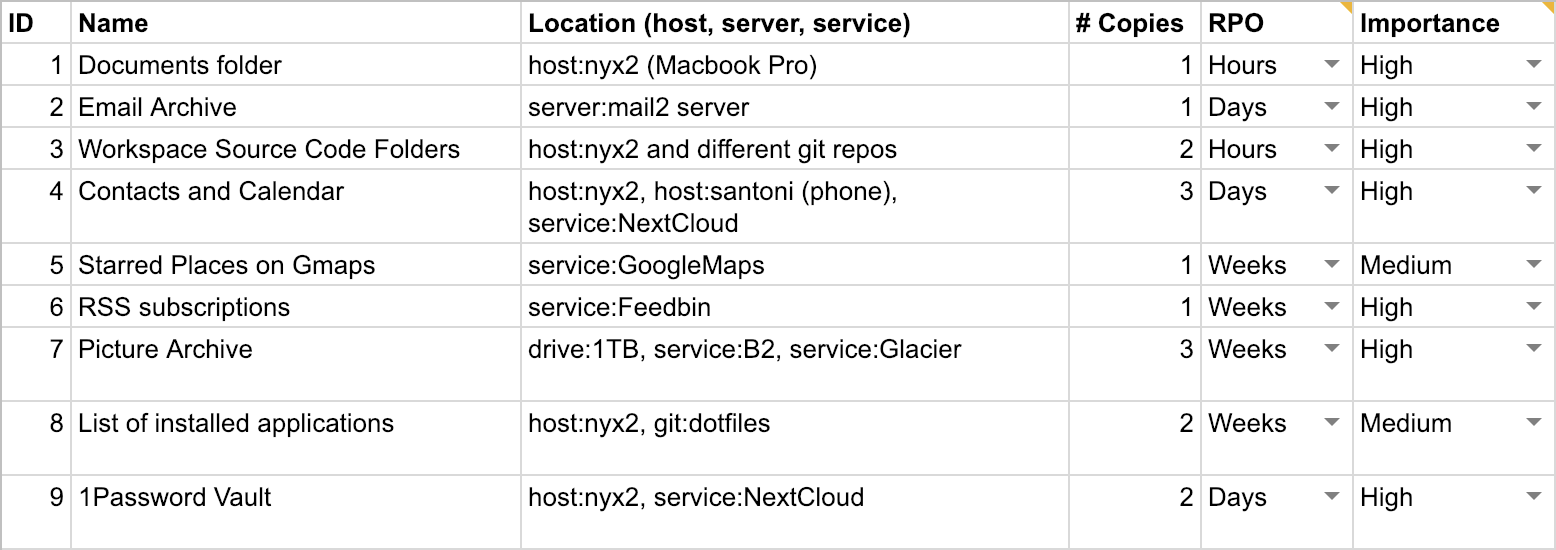 ID Name Location (host, server, service) # Copies RPO Importance
1 Documents folder host:nyx2 (Macbook Pro) 1 Hours High
2 Email Archive server:mail2 server 1 Days High
3 Workspace Source Code Folders host:nyx2 and different git repos 2 Hours High
4 Contacts and Calendar host:nyx2, host:santoni (phone), 3 Days High
service:NextCloud
5 Starred Places on Gmaps service:GoogleMaps 1 Weeks Medium
6 RSS subscriptions service:Feedbin 1 Weeks High
7 Picture Archive drive:1TB, service:B2, service:Glacier 3 Weeks High
8 List of installed applications host:nyx2, git:dotfiles 2 Weeks Medium
9 1Password Vault host:nyx2, service:NextCloud 2 Days High